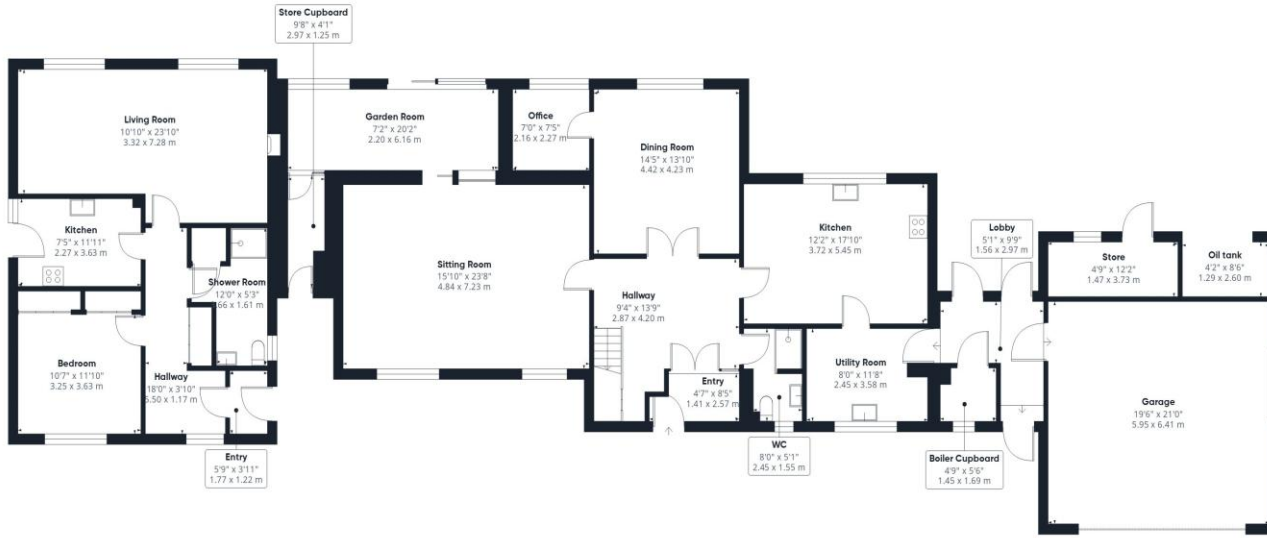 Store Cupboard
9'8" x 4'1"
2.97 x 1.25 m
Living Room
10'10" x 23'10"
3.32 x 7.28 m
Garden Room
7'2" x 20'2"
2.20 x 6.16 m
Office
7'0" x 7'5"
2.16 x 2.27 m
Dining Room
14'5" x 13'10"
4.42 x 4.23 m
Kitchen
7'5" x 11'11"
2.27 x 3.63 m
Sitting Room
15'10" x 23'8"
4.84 x 7.23 m
Kitchen
12'2" x 17'10"
3.72 x 5.45 m
Lobby
5'1" x 9'9"
1.56 x 2.97 m
Store
4'9" x 12'2"
1.47 x 3.73 m
Oil tank
4'2" x 8'6"
1.29 x 2.60 m
Shower Room
12'0" x 5'3"
.66 x 1.61 m
Hallway
9'4" x 13'9"
2.87 x 4.20 m
Bedroom
10'7" x 11'10"
3.25 x 3.63 m
Hallway
18'0" x 3'10"
5.50 x 1.17 m
Entry
4'7" x 8'5"
1.41 x 2.57 m
Utility Room
8'0" x 11'8"
2.45 x 3.58 m
Garage
19'6" x 21'0"
5.95 x 6.41 m
Entry
5'9" x 3'11"
1.77 x 1.22 m
WC
8'0" x 5'1"
2.45 x 1.55 m
Boiler Cupboard
4'9" x 5'6"
1.45 x 1.69 m